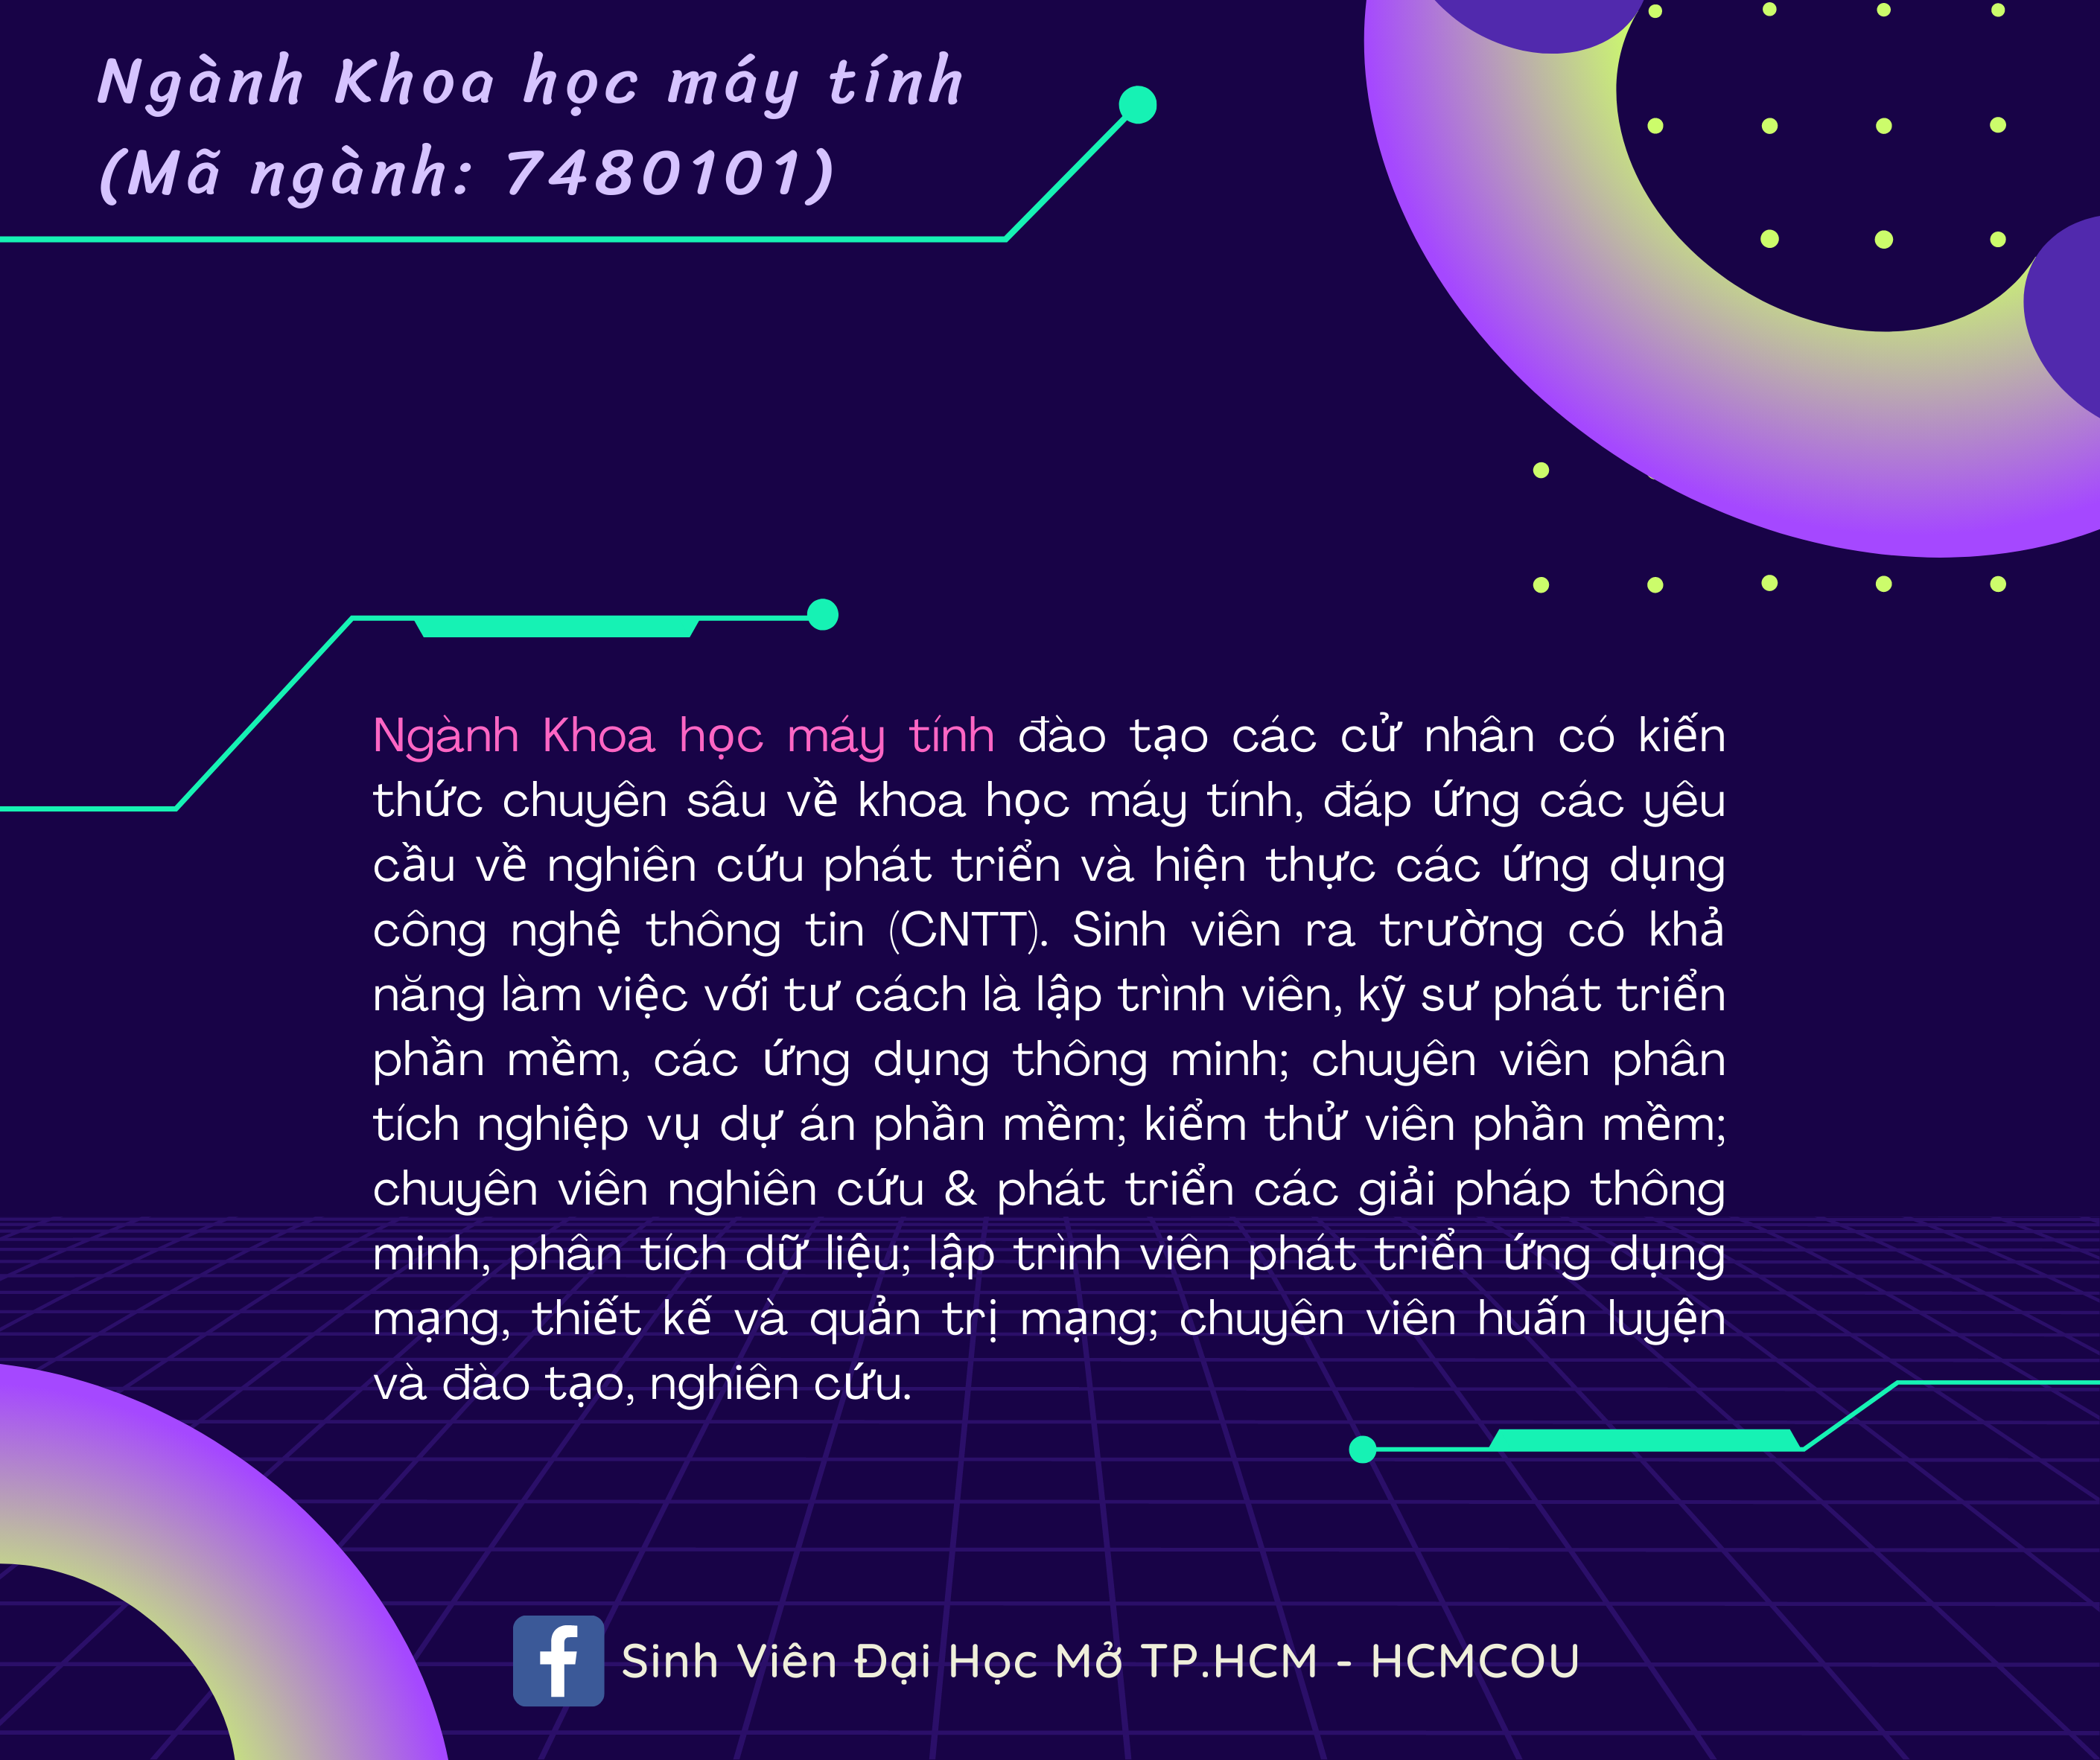 Ngành Khoa học máy tính
(Mã ngành: 7480101)
Ngành Khoa học máy tính đào tạo các cử nhân có kiến
thức chuyên sâu về khoa học máy tính, đáp ứng các yêu
cầu về nghiên cứu phát triển và hiện thực các ứng dụng
công nghệ thông tin (CNTT). Sinh viên ra trường có khả
năng làm việc với tư cách là lập trình viên, kỹ sư phát triển
phần mềm, các ứng dụng thông minh; chuyên viên phân
tích nghiệp vụ dự án phần mềm; kiểm thử viên phần mềm;
chuyên viên nghiên cứu & phát triển các giải pháp thông
minh, phân tích dữ liệu; lập trình viên phát triển ứng dụng
mạng, thiết kế và quản trị mạng; chuyên viên huấn luyện
và đào tạo, nghiên cứu.
Sinh Viên Đại Học Mở TP.HCM - HCMCOU